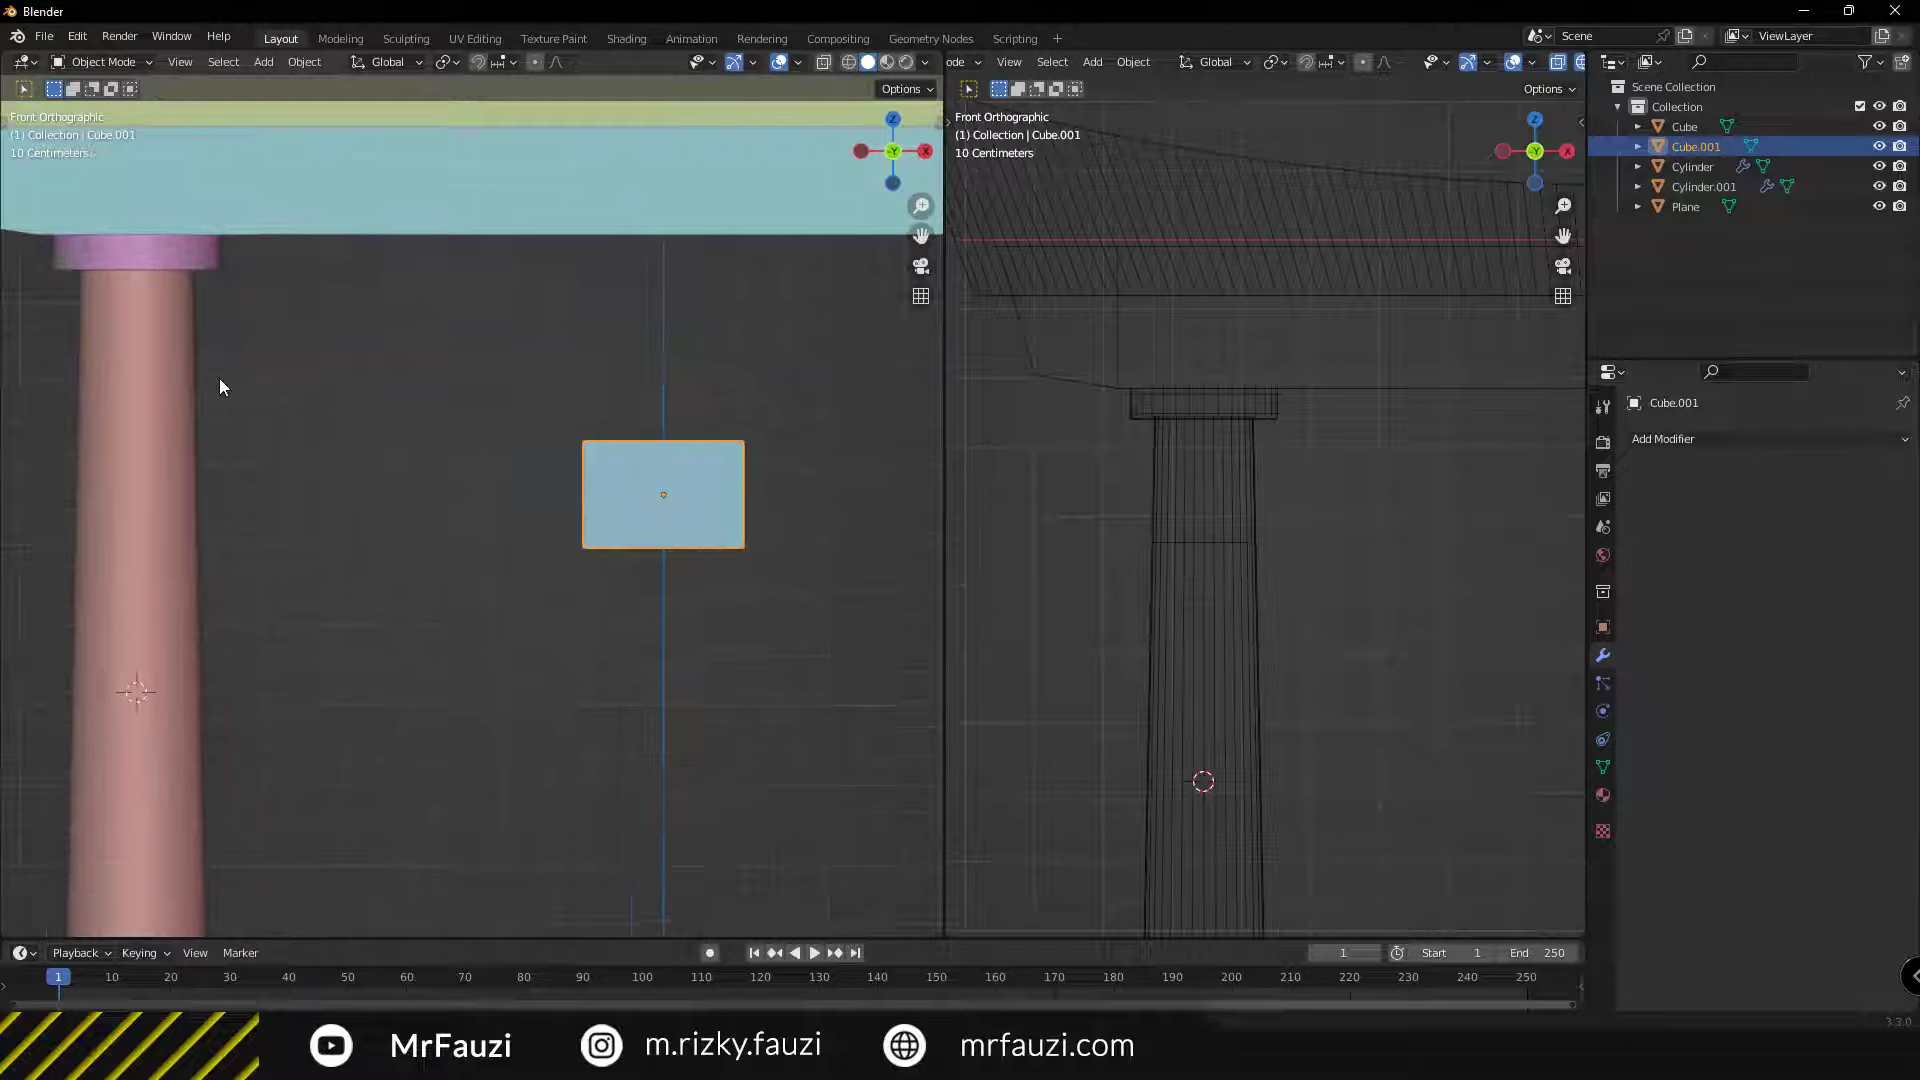 Blender
File Edit Render Window Help
Layout Modeling Sculpting UV Editing Texture Paint Shading Animation Rendering Compositing Geometry Nodes Scripting
Scene
ViewLayer
Object Mode View Select Add Object Global
ode View Select Add Object Global
Options
Options
Front Orthographic
(1) Collection | Cube.001
10 Centimeters
Front Orthographic
(1) Collection | Cube.001
10 Centimeters
Z
Y
X
Z
Y
X
Scene Collection
Collection
Cube
Cube.001
Cylinder
Cylinder.001
Plane
Cube.001
Add Modifier
Playback Keying View Marker
1 Start 1 End 250
1 10 20 30 40 50 60 70 80 90 100 110 120 130 140 150 160 170 180 190 200 210 220 230 240 250
3.3.0
MrFauzi m.rizky.fauzi mrfauzi.com